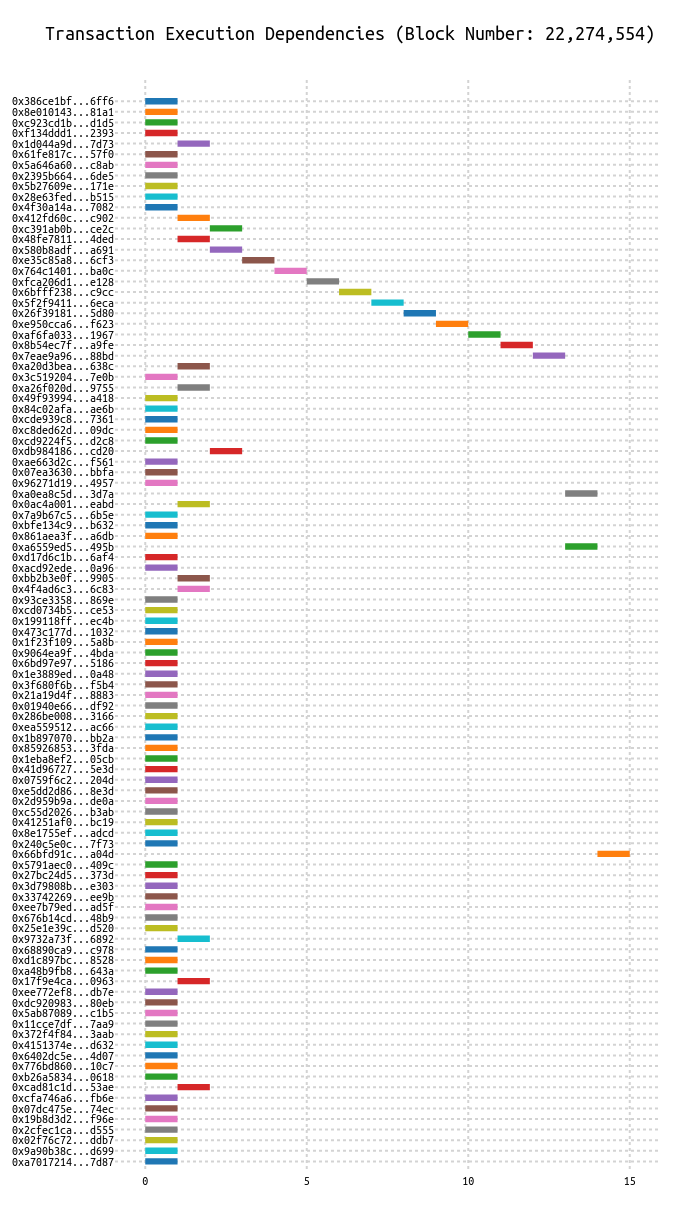 Transaction Execution Dependencies (Block Number: 22,274,554)
0x386ce1bf...6ff6
0x8e010143...81a1
0xc923cd1b...d1d5
0xf134ddd1...2393
0x1d044a9d...7d73
0x61fe817c...57f0
0x5a646a60...c8ab
0x2395b664...6de5
0x5b27609e...171e
0x28e63fed...b515
0x4f30a14a...7082
0x412fd60c...c902
0xc391ab0b...ce2c
0x48fe7811...4ded
0x580b8adf...a691
0xe35c85a8...6cf3
0x764c1401...ba0c
0xfca206d1...e128
0x6bfff238...c9cc
0x5f2f9411...6eca
0x26f39181...5d80
0xe950cca6...f623
0xaf6fa033...1967
0x8b54ec7f...a9fe
0x7eae9a96...88bd
0xa20d3bea...638c
0x3c519204...7e0b
0xa26f020d...9755
0x49f93994...a418
0x84c02afa...ae6b
0xcde939c8...7361
0xc8ded62d...09dc
0xcd9224f5...d2c8
0xdb984186...cd20
0xae663d2c...f561
0x07ea3630...bbfa
0x96271d19...4957
0xa0ea8c5d...3d7a
0x0ac4a001...eabd
0x7a9b67c5...6b5e
0xbfe134c9...b632
0x861aea3f...a6db
0xa6559ed5...495b
0xd17d6c1b...6af4
0xacd92ede...0a96
0xbb2b3e0f...9905
0x4f4ad6c3...6c83
0x93ce3358...869e
0xcd0734b5...ce53
0x199118ff...ec4b
0x473c177d...1032
0x1f23f109...5a8b
0x9064ea9f...4bda
0x6bd97e97...5186
0x1e3889ed...0a48
0x3f680f6b...f5b4
0x21a19d4f...8883
0x01940e66...df92
0x286be008...3166
0xea559512...ac66
0x1b897070...bb2a
0x85926853...3fda
0x1eba8ef2...05cb
0x41d96727...5e3d
0x0759f6c2...204d
0xe5dd2d86...8e3d
0x2d959b9a...de0a
0xc55d2026...b3ab
0x41251af0...bc19
0x8e1755ef...adcd
0x240c5e0c...7f73
0x66bfd91c...a04d
0x5791aec0...409c
0x27bc24d5...373d
0x3d79808b...e303
0x33742269...ee9b
0xee7b79ed...ad5f
0x676b14cd...48b9
0x25e1e39c...d520
0x9732a73f...6892
0x68890ca9...c978
0xd1c897bc...8528
0xa48b9fb8...643a
0x17f9e4ca...0963
0xee772ef8...db7e
0xdc920983...80eb
0x5ab87089...c1b5
0x11cce7df...7aa9
0x372f4f84...3aab
0x4151374e...d632
0x6402dc5e...4d07
0x776bd860...10c7
0xb26a5834...0618
0xcad81c1d...53ae
0xcfa746a6...fb6e
0x07dc475e...74ec
0x19b8d3d2...f96e
0x2cfec1ca...d555
0x02f76c72...ddb7
0x9a90b38c...d699
0xa7017214...7d87
0 5 10 15